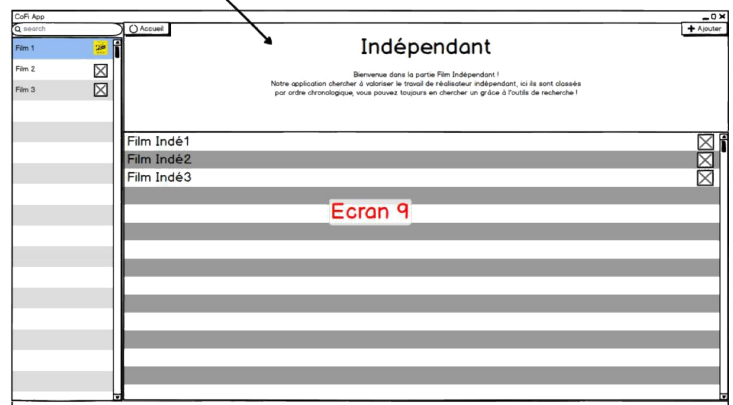 CoFi App
search
Accueil
Ajouter
Film 1
Film 2
Film 3
Indépendant
Bienvenue dans la partie Film Indépendant !
Notre application chercher à valoriser le travail de réalisateur indépendant, ici ils sont classés
par ordre chronologique, vous pouvez toujours en chercher un grâce à l'outils de recherche !
Film Indé1
Film Indé2
Film Indé3
Ecran 9